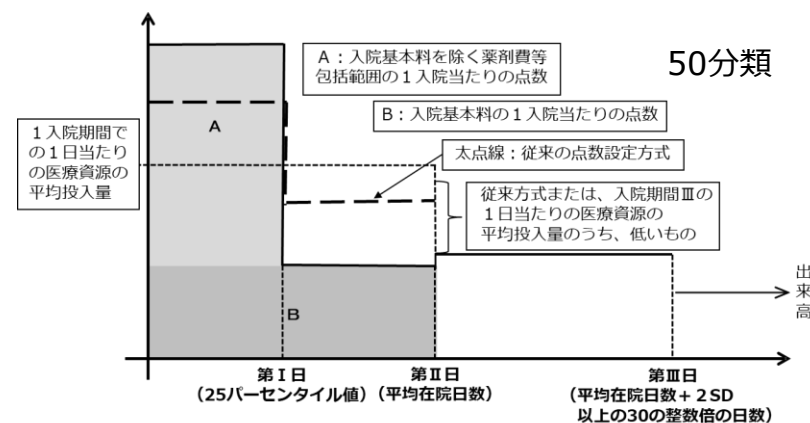 50分類
A：入院基本料を除く薬剤費等
包括範囲の１入院当たりの点数
B：入院基本料の１入院当たりの点数
太点線：従来の点数設定方式
１入院期間で
の１日当たり
の医療資源の
平均投入量
従来方式または、入院期間Ⅲの
１日当たりの医療資源の
平均投入量のうち、低いもの
A
B
出
来
高
第Ⅰ日
（25パーセンタイル値）
第Ⅱ日
（平均在院日数）
第Ⅲ日
（平均在院日数＋２SD
以上の30の整数倍の日数）